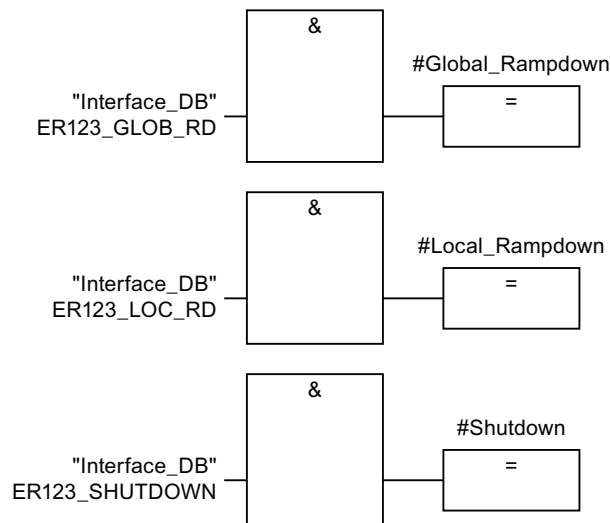 &
#Global_Rampdown
=
"Interface_DB"
ER123_GLOB_RD
&
#Local_Rampdown
=
"Interface_DB"
ER123_LOC_RD
&
#Shutdown
=
"Interface_DB"
ER123_SHUTDOWN